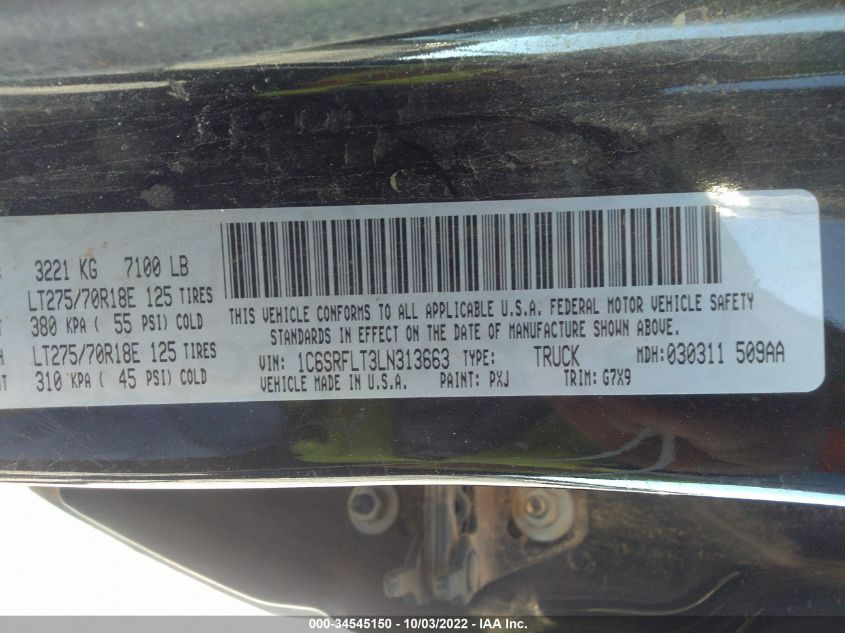 3221 KG 7100 LB
LT275/70R18E 125 TIRES
380 KPA ( 55 PSI) COLD
LT275/70R18E 125 TIRES
310 KPA ( 45 PSI) COLD
THIS VEHICLE CONFORMS TO ALL APPLICABLE U.S.A. FEDERAL MOTOR VEHICLE SAFETY
STANDARDS IN EFFECT ON THE DATE OF MANUFACTURE SHOWN ABOVE.
VIN: 1C6SRFLT3LN313663 TYPE: TRUCK MDH: 030311 509AA
VEHICLE MADE IN U.S.A. PAINT: PXJ TRIM: G7X9
000-34545150 - 10/03/2022 - IAA Inc.